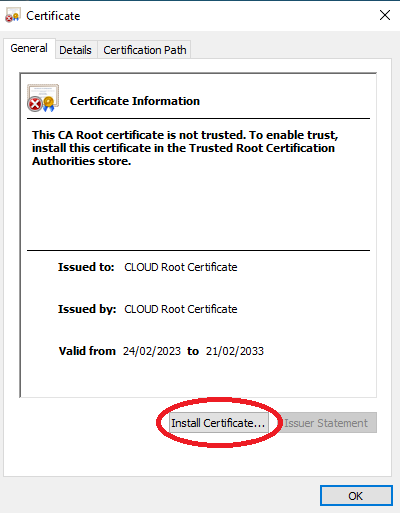 Certificate
General Details Certification Path
Certificate Information
This CA Root certificate is not trusted. To enable trust,
install this certificate in the Trusted Root Certification
Authorities store.
Issued to: CLOUD Root Certificate
Issued by: CLOUD Root Certificate
Valid from 24/02/2023 to 21/02/2033
Install Certificate... Issuer Statement
OK